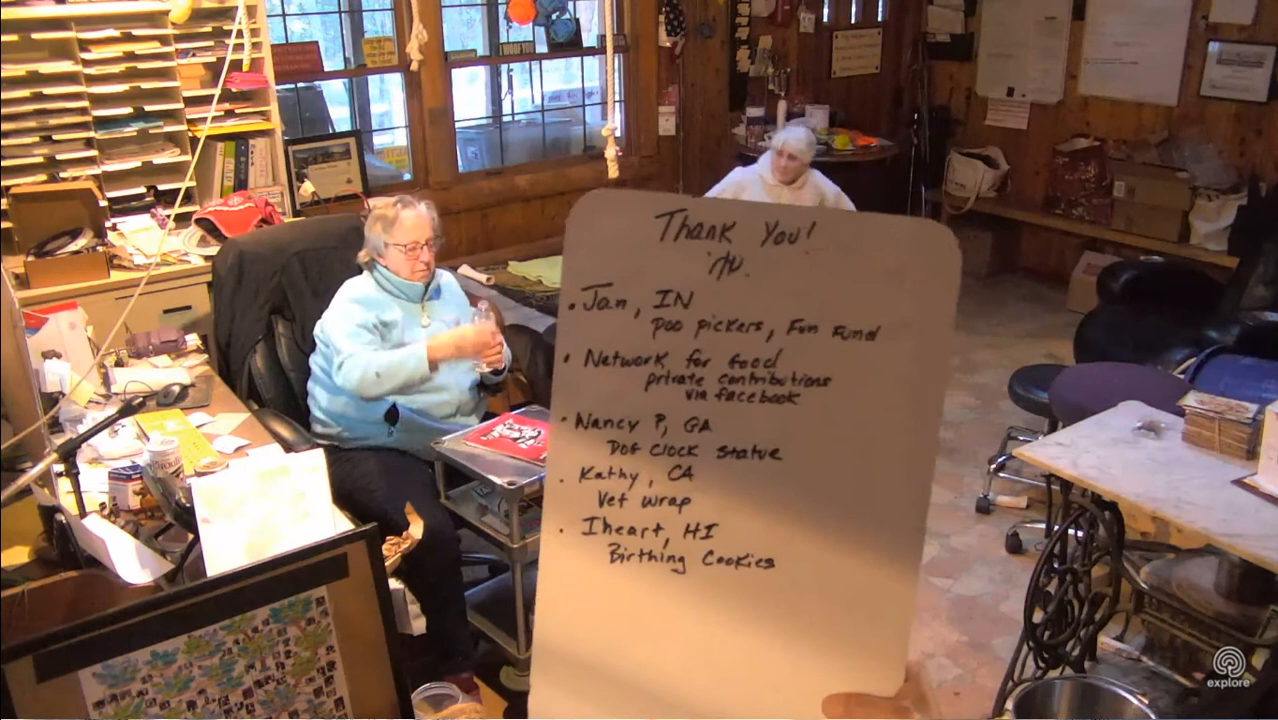 Thank You!
• Jan, IN
Poo pickers, Fun Fund
• Network for Good
private contributions
via facebook
• Nancy P, GA
DOG Clock Statue
• Kathy, CA
Vet wrap
• Iheart, HI
Birthing Cookies
explore